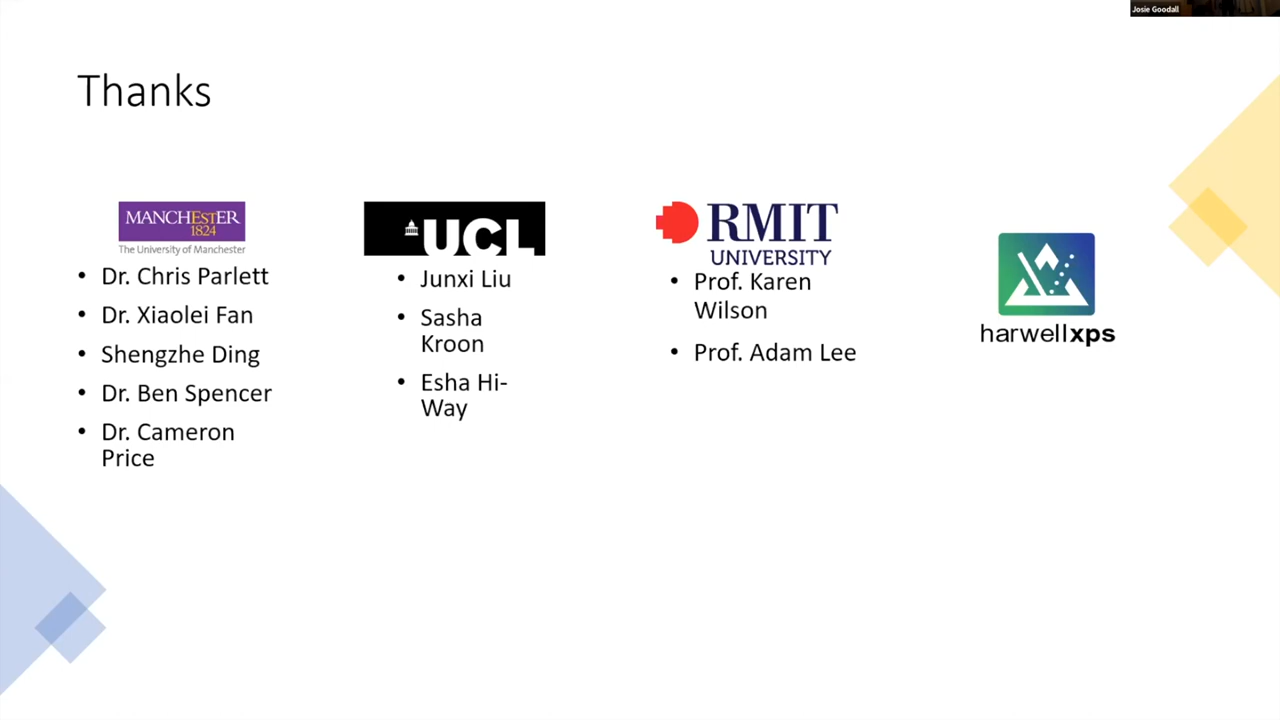 Josie Goodall
Thanks
MANCHESTER
1824
The University of Manchester
• Dr. Chris Parlett
• Dr. Xiaolei Fan
• Shengzhe Ding
• Dr. Ben Spencer
• Dr. Cameron
Price
UCL
• Junxi Liu
• Sasha
Kroon
• Esha Hi-
Way
RMIT
UNIVERSITY
• Prof. Karen
Wilson
• Prof. Adam Lee
harwellxps